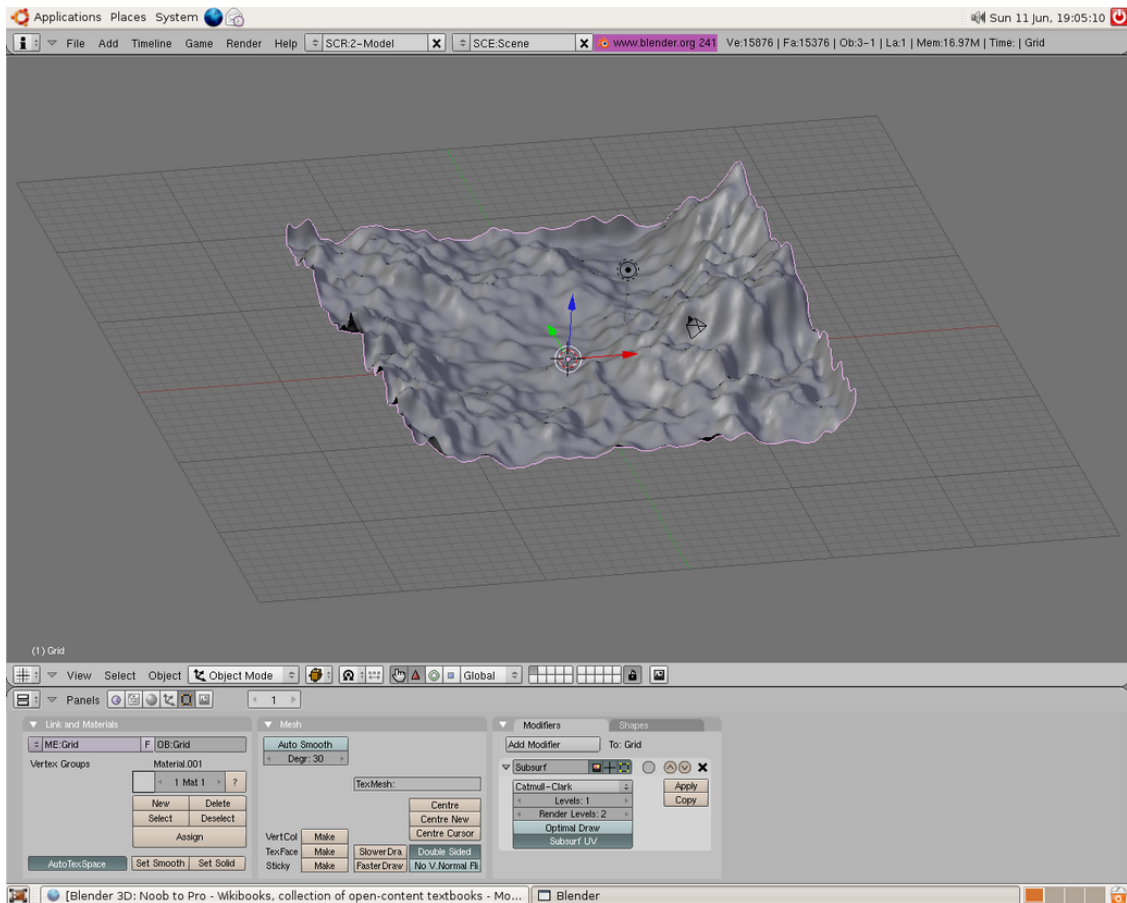 Applications Places System Sun 11 Jun, 19:05:10
File Add Timeline Game Render Help SCR:2-Model SCE:Scene www.blender.org 241 Ve:15876 | Fa:15376 | Ob:3-1 | La:1 | Mem:16.97M | Time: | Grid
(1) Grid
View Select Object Object Mode Global
Panels 1
Link and Materials
ME:Grid F OB:Grid
Vertex Groups Material.001
1 Mat 1 ?
New Delete
Select Deselect
Assign
AutoTexSpace Set Smooth Set Solid
Mesh
Auto Smooth
Degr: 30
TexMesh:
Centre
Centre New
Centre Cursor
VertCol Make
TexFace Make SlowerDra Double Sided
Sticky Make FasterDraw No V.Normal Fli
Modifiers Shapes
Add Modifier To: Grid
Subsurf
Catmull-Clark Apply
Levels: 1 Copy
Render Levels: 2
Optimal Draw
Subsurf UV
[Blender 3D: Noob to Pro - Wikibooks, collection of open-content textbooks - Mo... Blender